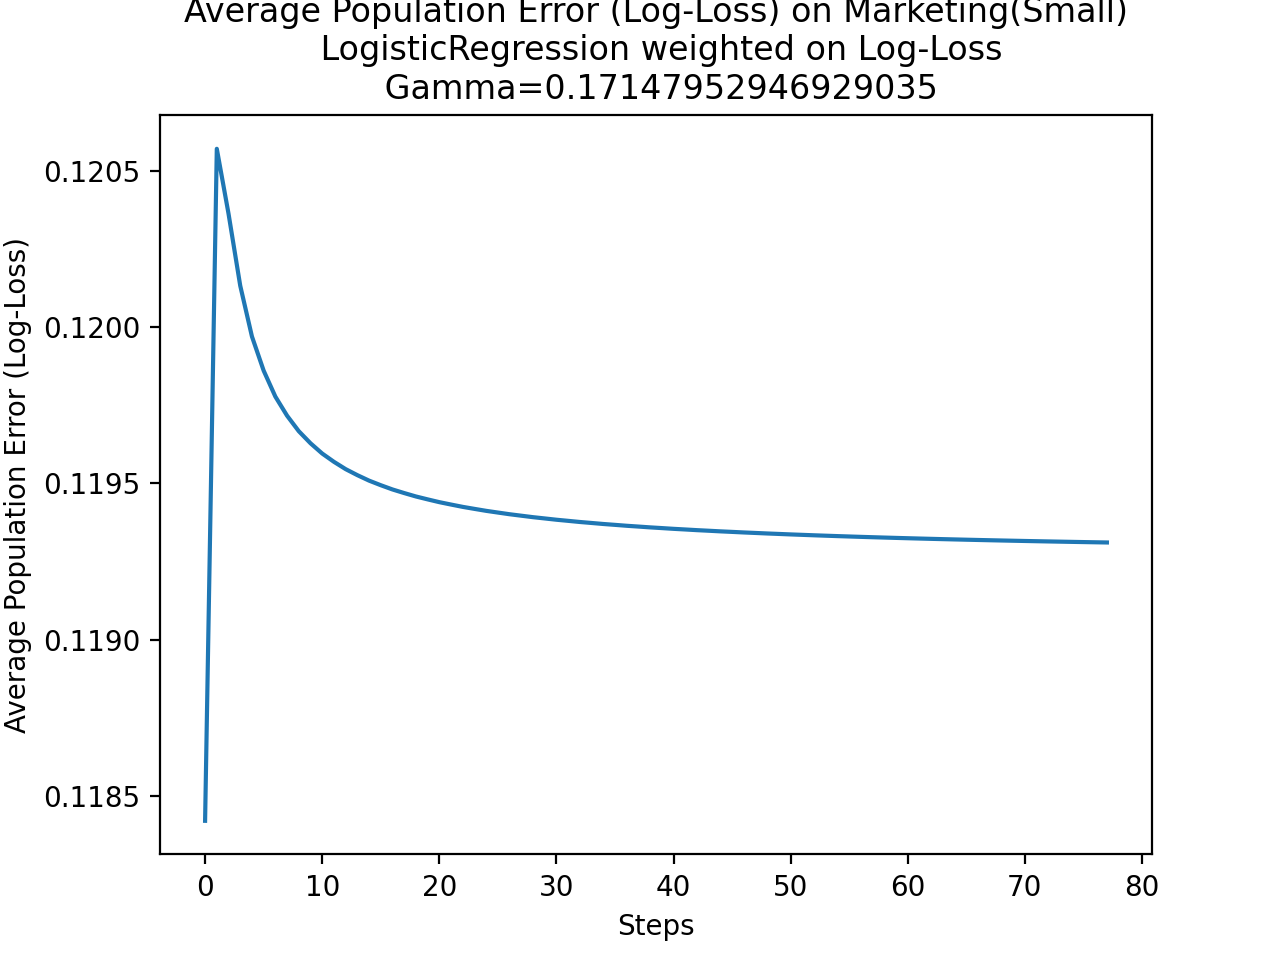 Average Population Error (Log-Loss) on Marketing(Small)
LogisticRegression weighted on Log-Loss
Gamma=0.17147952946929035
Average Population Error (Log-Loss)
0.1205
0.1200
0.1195
0.1190
0.1185
0 10 20 30 40 50 60 70 80
Steps